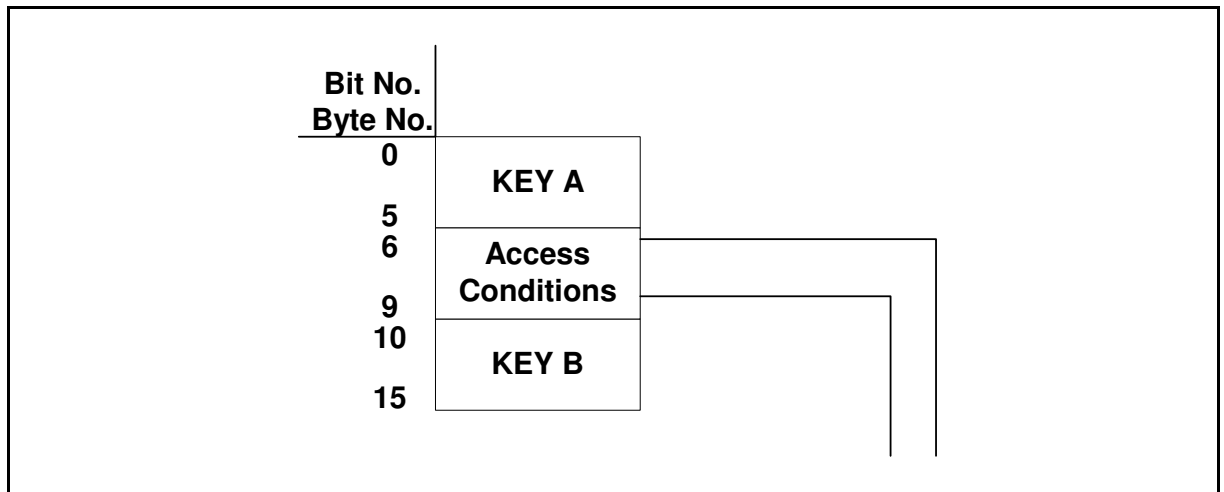 Bit No.
Byte No.
0
KEY A
5
6
Access
Conditions
9
10
KEY B
15